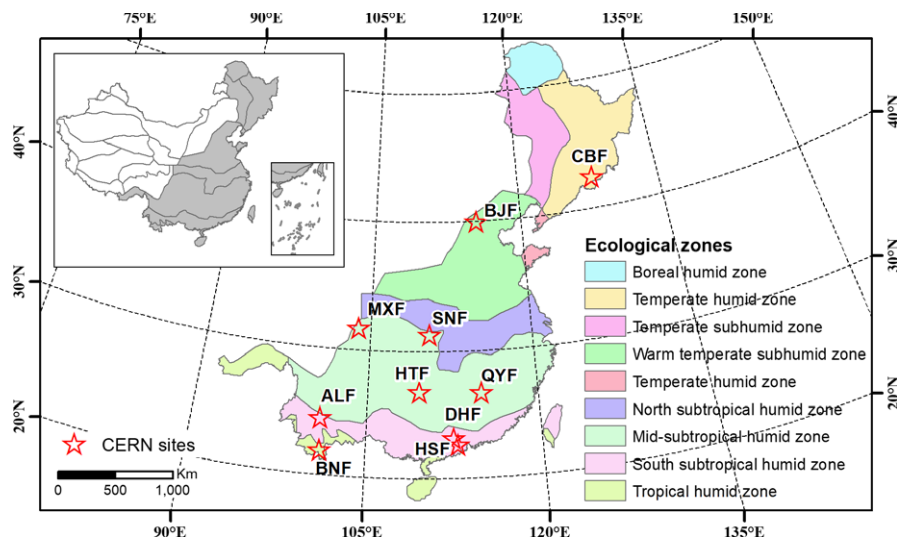 75°E 90°E 105°E 120°E 135°E 150°E
40°N
30°N
20°N
40°N
30°N
20°N
CBF
BJF
MXF
SNF
HTF
QYF
ALF
DHF
HSF
BNF
Ecological zones
Boreal humid zone
Temperate humid zone
Temperate subhumid zone
Warm temperate subhumid zone
Temperate humid zone
North subtropical humid zone
Mid-subtropical humid zone
South subtropical humid zone
Tropical humid zone
CERN sites
Km
0 500 1,000
90°E 105°E 120°E 135°E